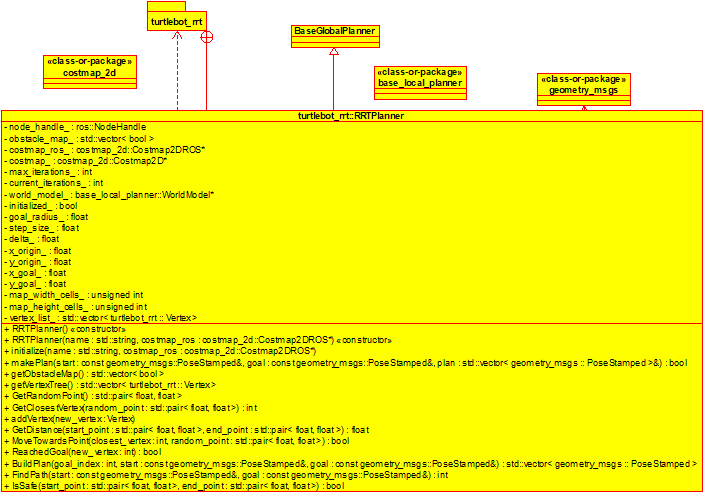 turtlebot_rrt
BaseGlobalPlanner
«class-or-package»
costmap_2d
«class-or-package»
base_local_planner
«class-or-package»
geometry_msgs
turtlebot_rrt::RRTPlanner
- node_handle_ : ros::NodeHandle
- obstacle_map_ : std::vector< bool >
- costmap_ros_ : costmap_2d::Costmap2DROS*
- costmap_ : costmap_2d::Costmap2D*
- max_iterations_ : int
- current_iterations_ : int
- world_model_ : base_local_planner::WorldModel*
- initialized_ : bool
- goal_radius_ : float
- step_size_ : float
- delta_ : float
- x_origin_ : float
- y_origin_ : float
- x_goal_ : float
- y_goal_ : float
- map_width_cells_ : unsigned int
- map_height_cells_ : unsigned int
- vertex_list_ : std::vector< turtlebot_rrt :: Vertex>
+ RRTPlanner() «constructor»
+ RRTPlanner(name : std::string, costmap_ros : costmap_2d::Costmap2DROS*) «constructor»
+ initialize(name : std::string, costmap_ros : costmap_2d::Costmap2DROS*)
+ makePlan(start : const geometry_msgs::PoseStamped&, goal : const geometry_msgs::PoseStamped&, plan : std::vector< geometry_msgs :: PoseStamped >&) : bool
+ getObstacleMap() : std::vector< bool >
+ getVertexTree() : std::vector< turtlebot_rrt :: Vertex>
+ GetRandomPoint() : std::pair< float, float>
+ GetClosestVertex(random_point : std::pair< float, float>) : int
+ addVertex(new_vertex : Vertex)
+ GetDistance(start_point : std::pair< float, float>, end_point : std::pair< float, float>) : float
+ MoveTowardsPoint(closest_vertex : int, random_point : std::pair< float, float>) : bool
+ ReachedGoal(new_vertex : int) : bool
+ BuildPlan(goal_index : int, start : const geometry_msgs::PoseStamped&, goal : const geometry_msgs::PoseStamped&) : std::vector< geometry_msgs :: PoseStamped >
+ FindPath(start : const geometry_msgs::PoseStamped&, goal : const geometry_msgs::PoseStamped&) : int
+ IsSafe(start_point : std::pair< float, float>, end_point : std::pair< float, float>) : bool